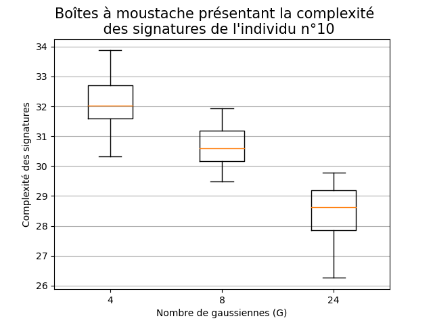 Boîtes à moustache présentant la complexité
des signatures de l'individu n°10
34
33
32
31
30
29
28
27
26
Complexité des signatures
4 8 24
Nombre de gaussiennes (G)